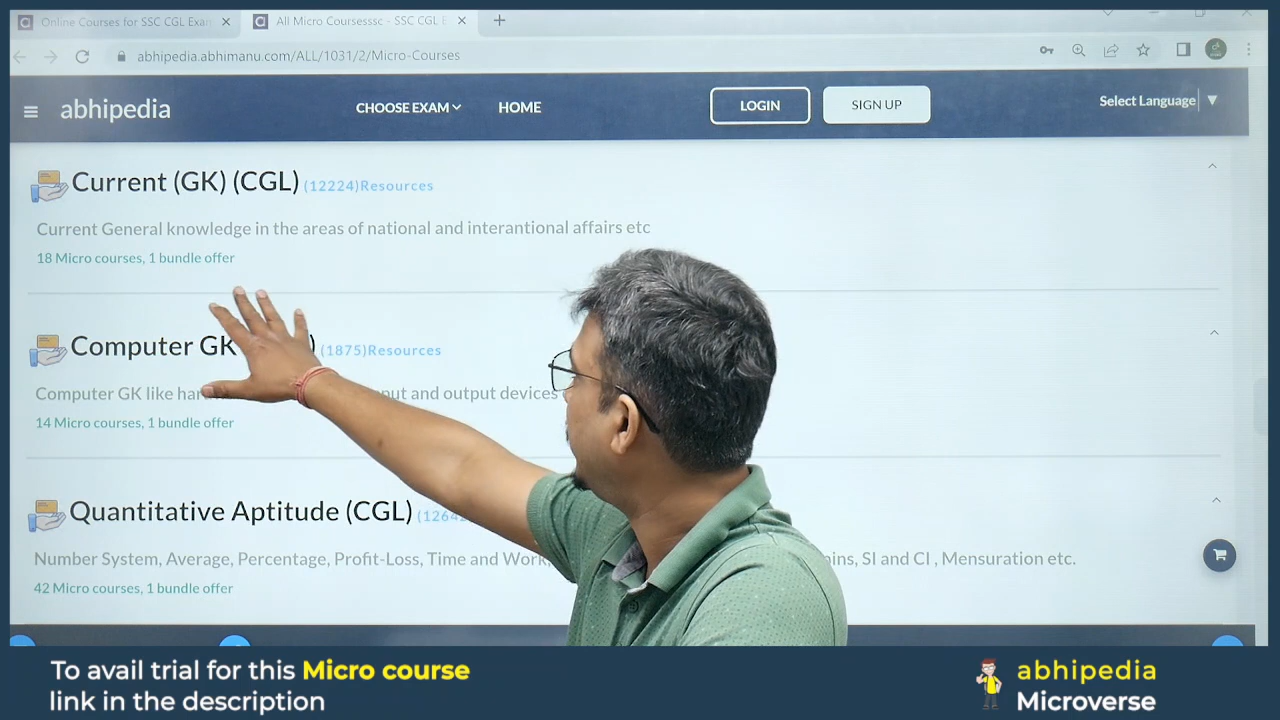 Online Courses for SSC CGL Exam
All Micro Coursesssc - SSC CGL E
abhipedia.abhimanu.com/ALL/1031/2/Micro-Courses
abhipedia
CHOOSE EXAM
HOME
LOGIN
SIGN UP
Select Language
Current (GK) (CGL) (12224)Resources
Current General knowledge in the areas of national and interantional affairs etc
18 Micro courses, 1 bundle offer
Computer GK ) (1875)Resources
Computer GK like and output devices
14 Micro courses, 1 bundle offer
Quantitative Aptitude (CGL)
Number System, Average, Percentage, Profit-Loss, Time and Work, SI and CI , Mensuration etc.
42 Micro courses, 1 bundle offer
To avail trial for this Micro course
link in the description
abhipedia
Microverse